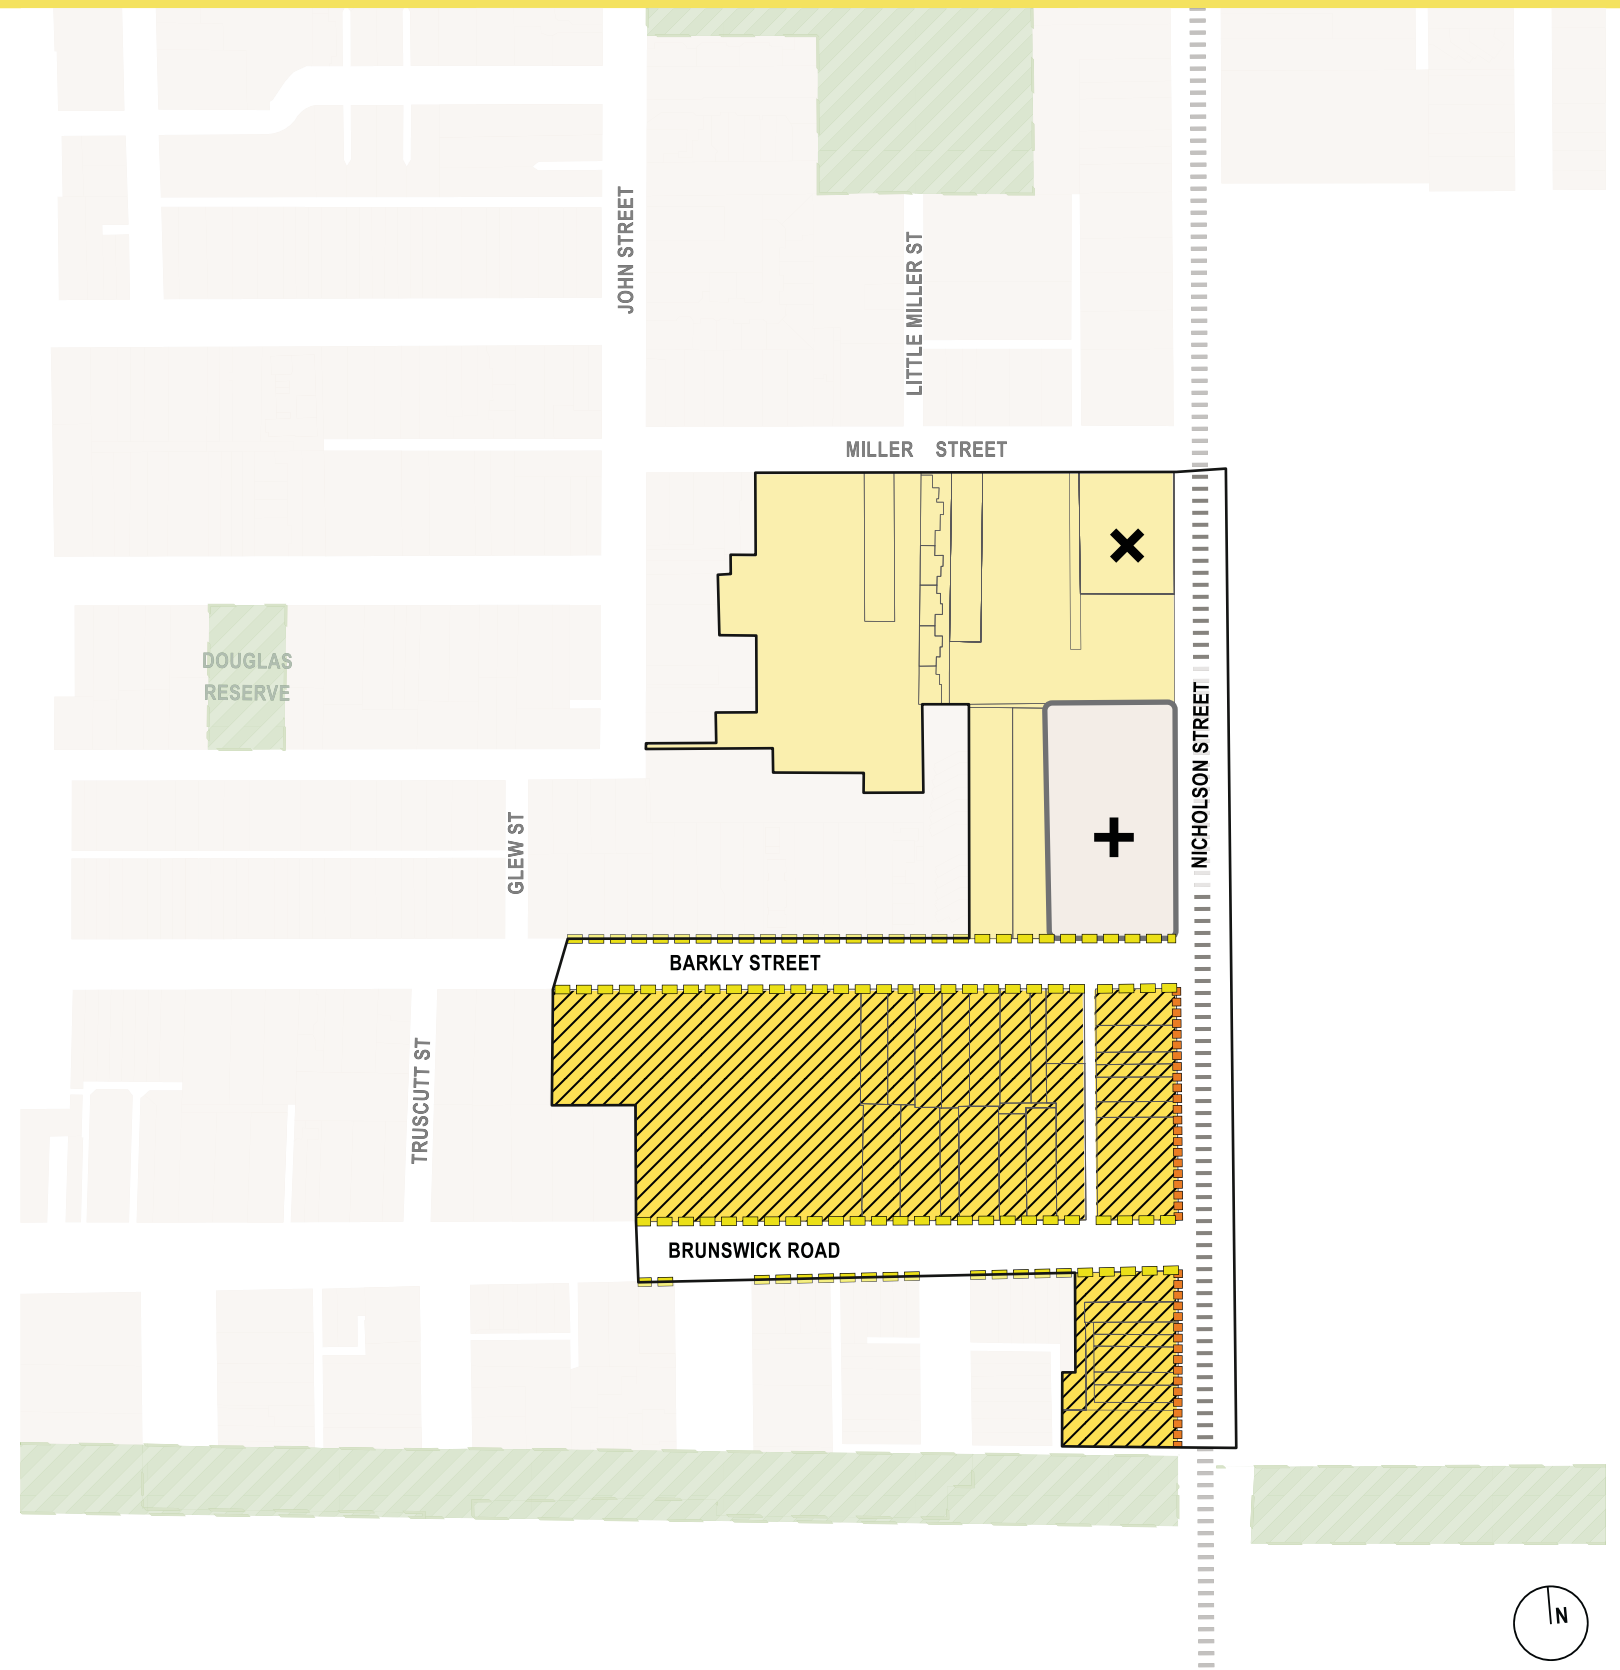 JOHN STREET
LITTLE MILLER ST
MILLER STREET
DOUGLAS
RESERVE
NICHOLSON STREET
GLEW ST
BARKLY STREET
TRUSCUTT ST
BRUNSWICK ROAD
N